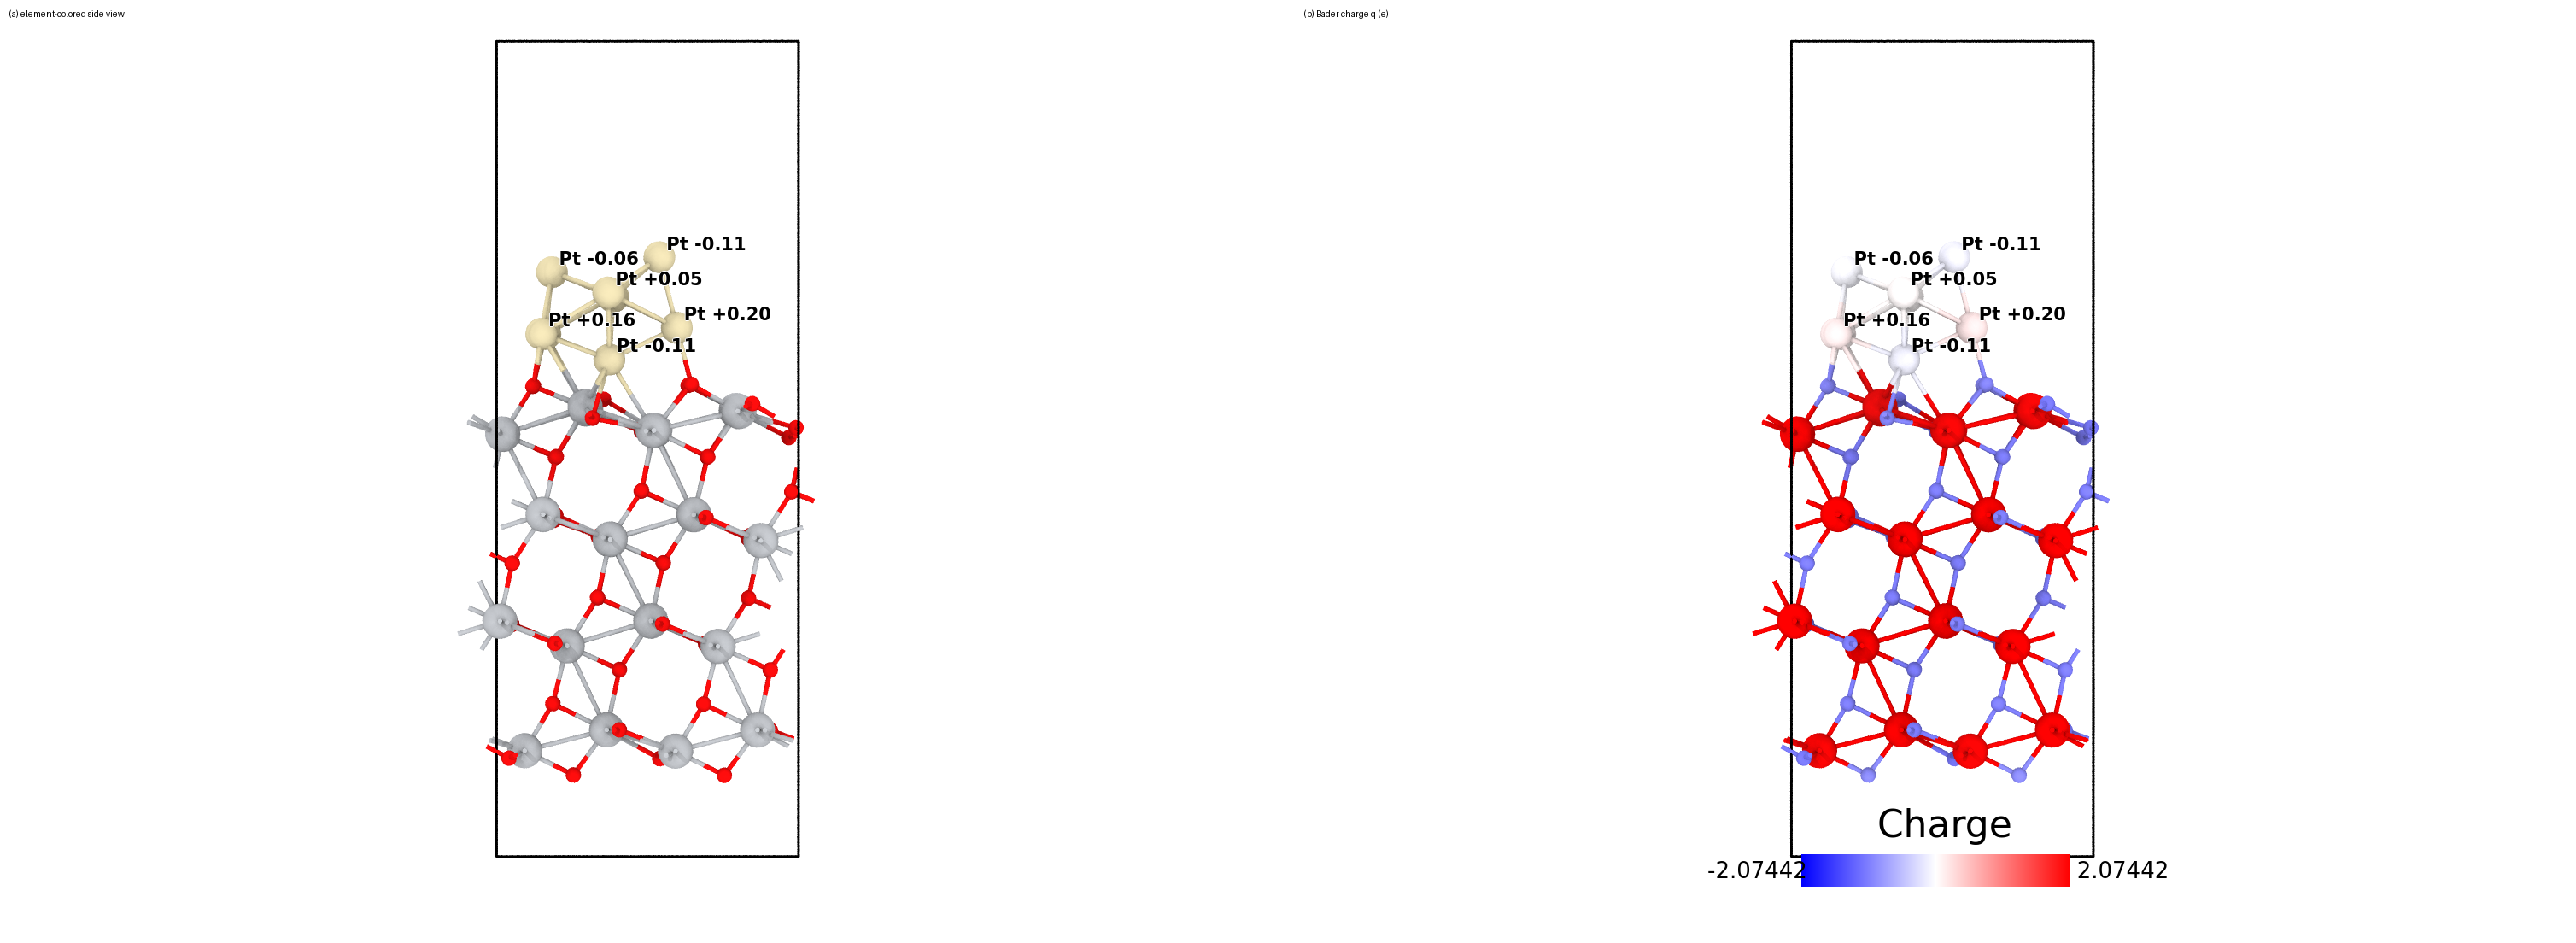 (a) element-colored side view
Pt -0.11
Pt -0.06
Pt +0.05
Pt +0.20
Pt +0.16
Pt -0.11
(b) Bader charge q (e)
Pt -0.11
Pt -0.06
Pt +0.05
Pt +0.20
Pt +0.16
Pt -0.11
Charge
-2.07442 2.07442